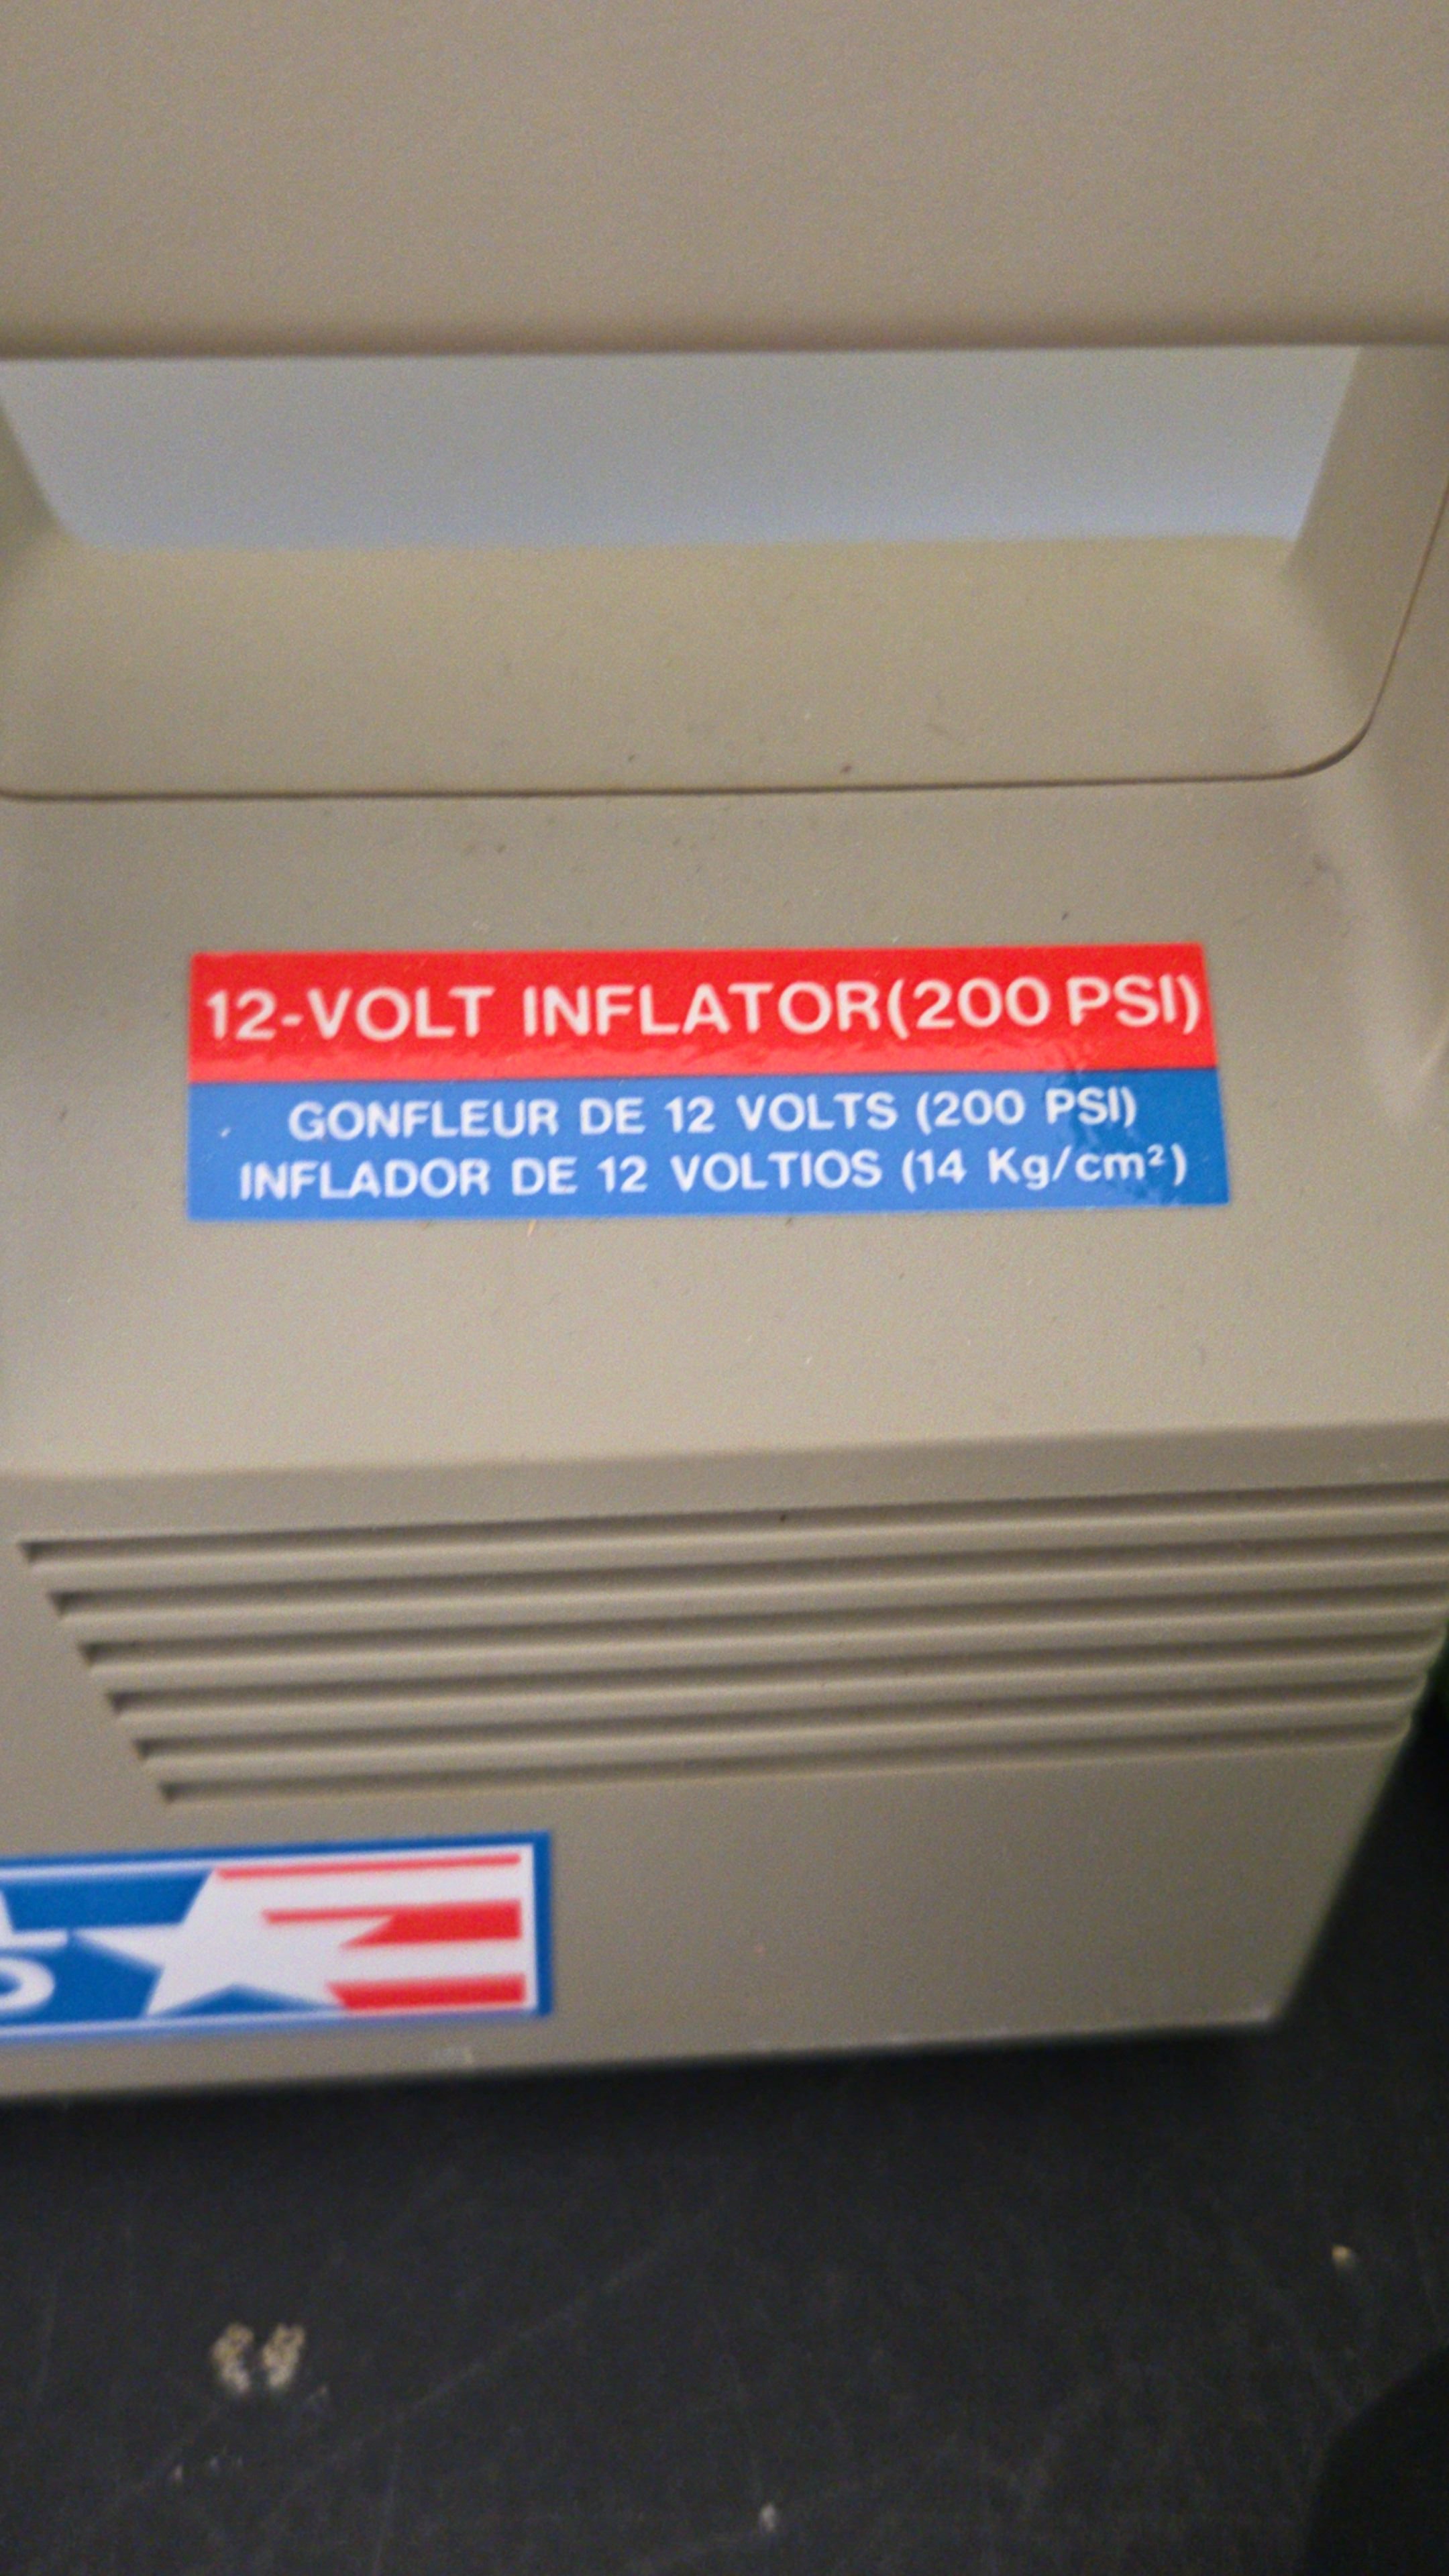 12-VOLT INFLATOR(200 PSI)
GONFLEUR DE 12 VOLTS (200 PSI)
INFLADOR DE 12 VOLTIOS (14 Kg/cm²)